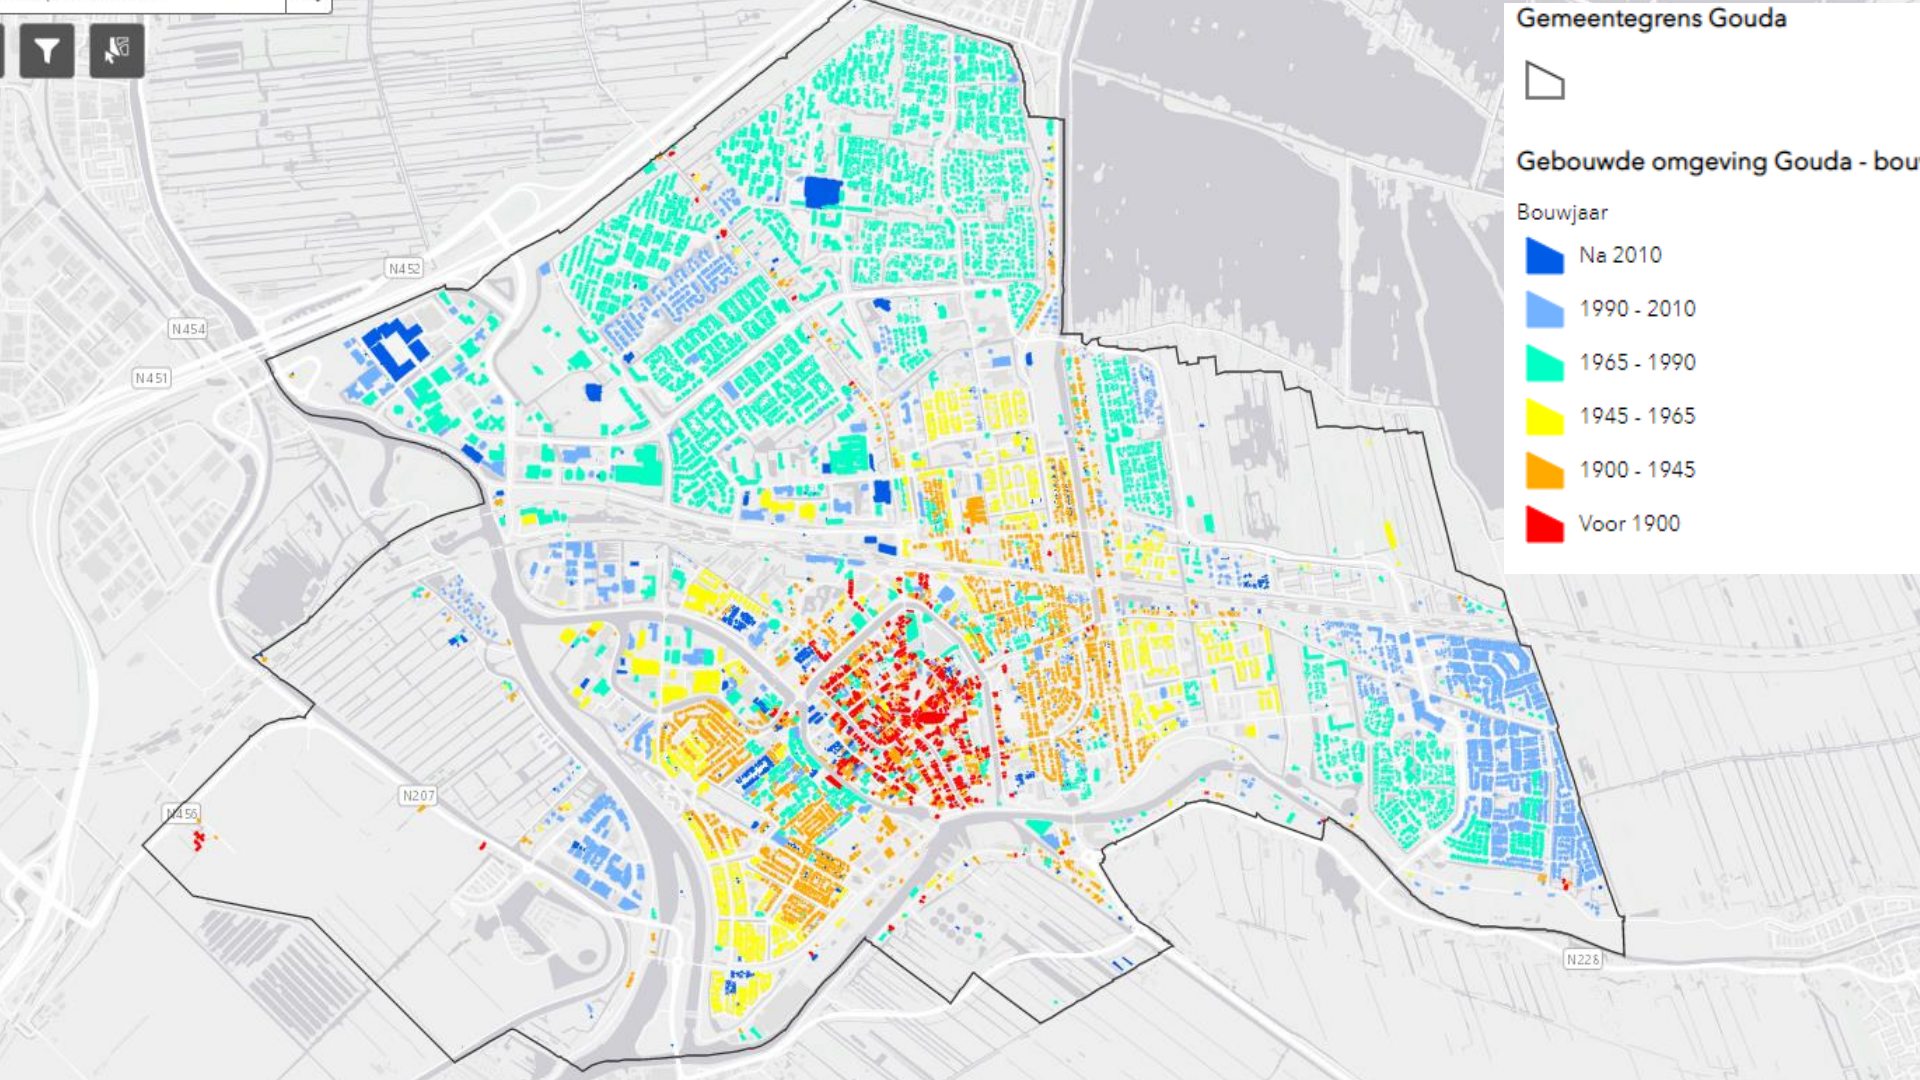 Gemeentegrens Gouda
Gebouwde omgeving Gouda - bou
Bouwjaar
Na 2010
1990 - 2010
1965 - 1990
1945 - 1965
1900 - 1945
Voor 1900
N452
N454
N451
N207
N456
N228